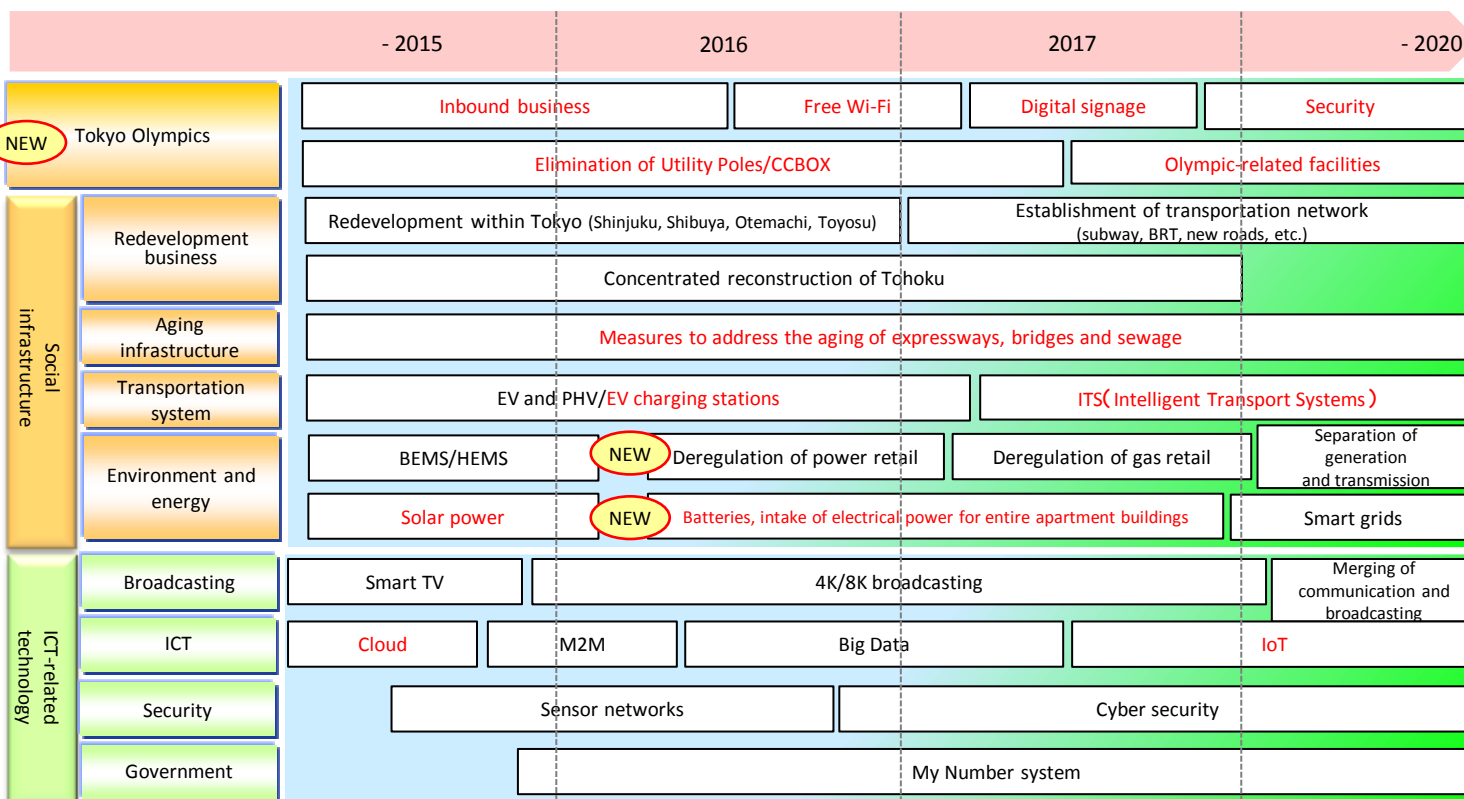 - 2015
2016
2017
- 2020
NEW
Tokyo Olympics
Inbound business
Free Wi-Fi
Digital signage
Security
Elimination of Utility Poles/CCBOX
Olympic-related facilities
Social
infrastructure
Redevelopment
business
Redevelopment within Tokyo (Shinjuku, Shibuya, Otemachi, Toyosu)
Establishment of transportation network
(subway, BRT, new roads, etc.)
Concentrated reconstruction of Tohoku
Aging
infrastructure
Measures to address the aging of expressways, bridges and sewage
Transportation
system
EV and PHV/EV charging stations
ITS(Intelligent Transport Systems)
Environment and
energy
BEMS/HEMS
NEW
Deregulation of power retail
Deregulation of gas retail
Separation of
generation
and transmission
Solar power
NEW
Batteries, intake of electrical power for entire apartment buildings
Smart grids
ICT-related
technology
Broadcasting
Smart TV
4K/8K broadcasting
Merging of
communication and
broadcasting
ICT
Cloud
M2M
Big Data
IoT
Security
Sensor networks
Cyber security
Government
My Number system